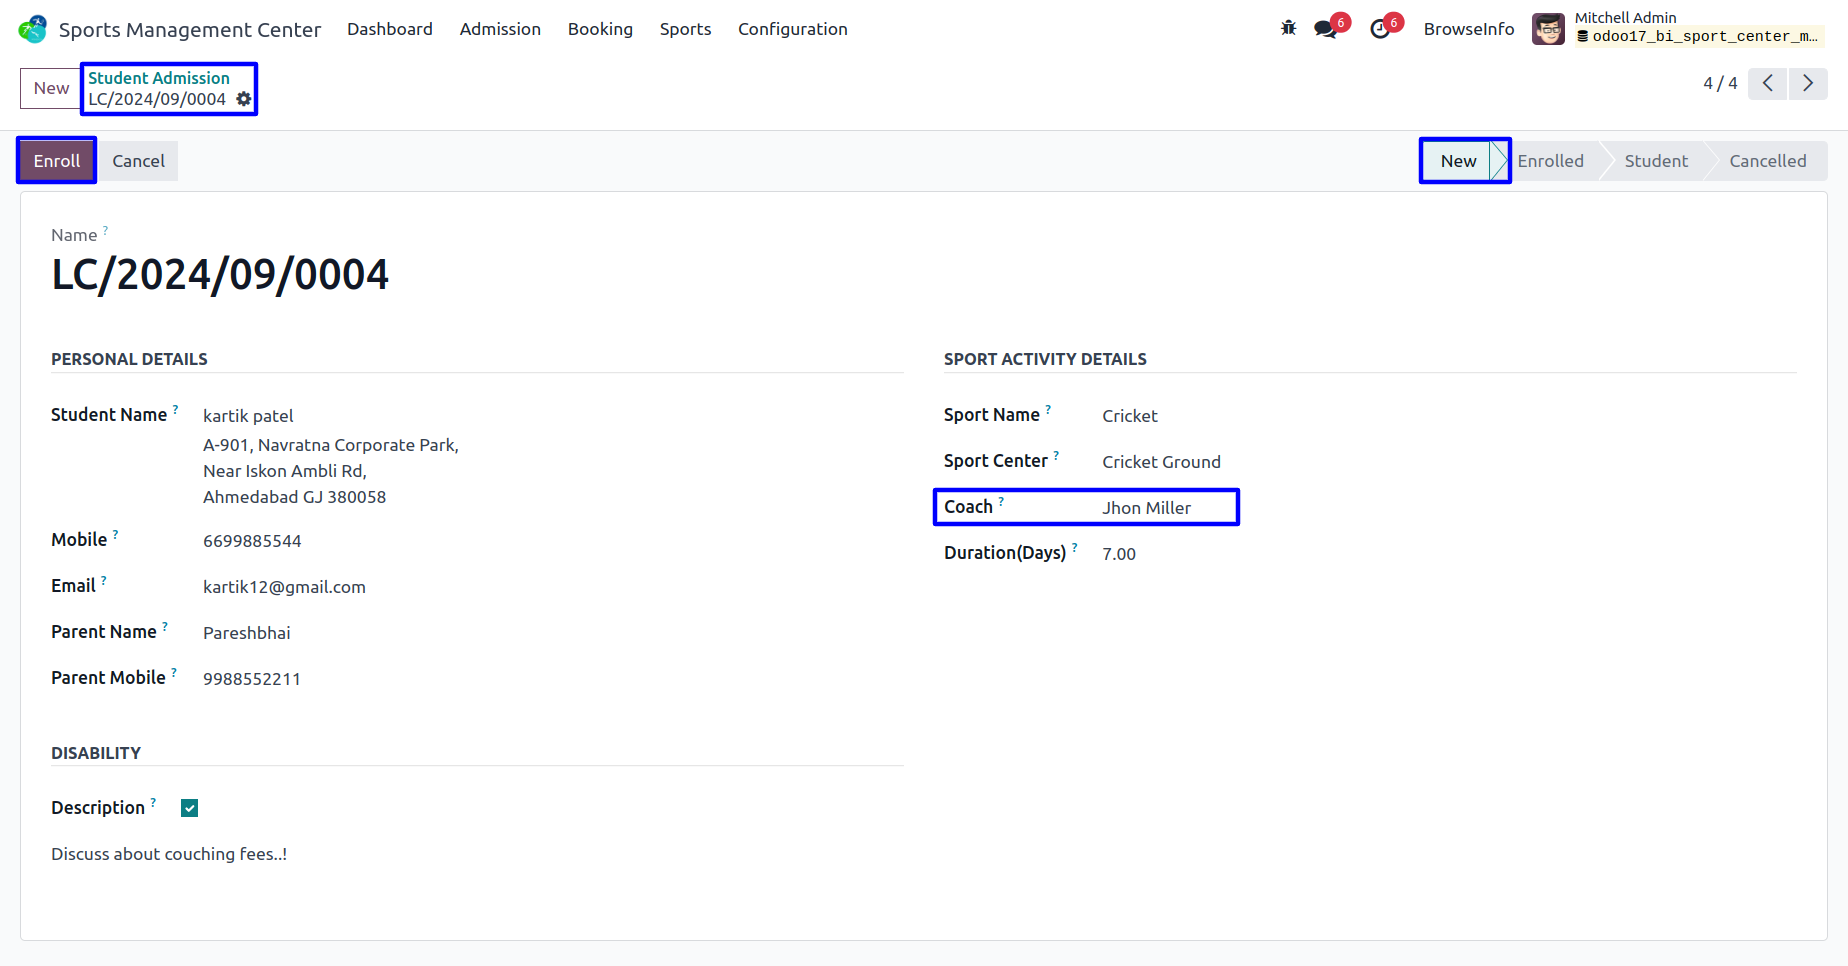 Sports Management Center Dashboard Admission Booking Sports Configuration 6 6 BrowseInfo Mitchell Admin
odoo17_bi_sport_center_m...
New Student Admission
LC/2024/09/0004
4 / 4
Enroll Cancel New Enrolled Student Cancelled
Name ?
LC/2024/09/0004
PERSONAL DETAILS
Student Name ? kartik patel
A-901, Navratna Corporate Park,
Near Iskon Ambli Rd,
Ahmedabad GJ 380058
Mobile ? 6699885544
Email ? kartik12@gmail.com
Parent Name ? Pareshbhai
Parent Mobile ? 9988552211
SPORT ACTIVITY DETAILS
Sport Name ? Cricket
Sport Center ? Cricket Ground
Coach ? Jhon Miller
Duration(Days) ? 7.00
DISABILITY
Description ?
Discuss about couching fees..!